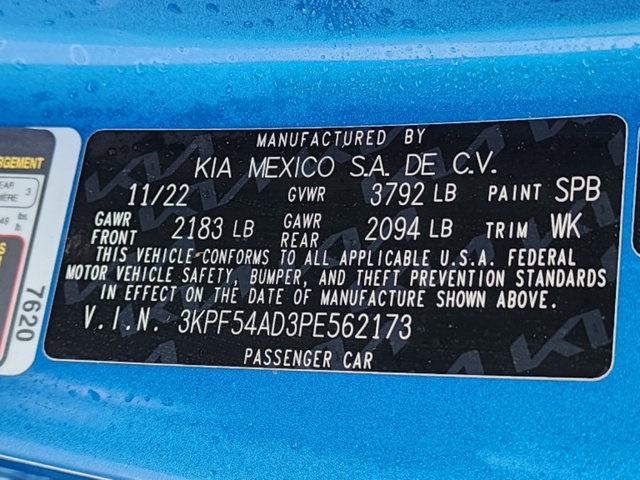 MANUFACTURED BY
KIA MEXICO S.A. DE C.V.
11/22 GVWR 3792 LB PAINT SPB
GAWR FRONT 2183 LB GAWR REAR 2094 LB TRIM WK
THIS VEHICLE CONFORMS TO ALL APPLICABLE U.S.A. FEDERAL
MOTOR VEHICLE SAFETY, BUMPER, AND THEFT PREVENTION STANDARDS
IN EFFECT ON THE DATE OF MANUFACTURE SHOWN ABOVE.
V.I.N. 3KPF54AD3PE562173
PASSENGER CAR
7620
3
lbs.